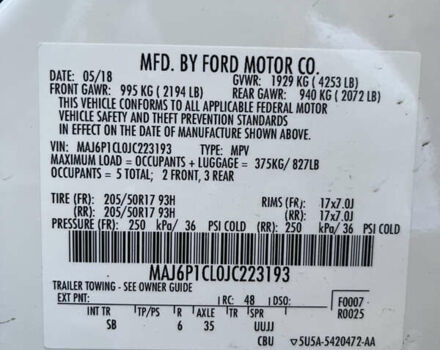 MFD. BY FORD MOTOR CO.
DATE: 05/18 GVWR: 1929 KG ( 4253 LB)
FRONT GAWR: 995 KG ( 2194 LB) REAR GAWR: 940 KG ( 2072 LB)
THIS VEHICLE CONFORMS TO ALL APPLICABLE FEDERAL MOTOR
VEHICLE SAFETY AND THEFT PREVENTION STANDARDS
IN EFFECT ON THE DATE OF MANUFACTURE SHOWN ABOVE.
VIN: MAJ6P1CL0JC223193 TYPE: MPV
MAXIMUM LOAD = OCCUPANTS + LUGGAGE = 375KG/ 827LB
OCCUPANTS = 5 TOTAL; 2 FRONT, 3 REAR
TIRE (FR): 205/50R17 93H RIMS (FR): 17x7.0J
(RR): 205/50R17 93H (RR): 17x7.0J
PRESSURE (FR): 250 kPa/ 36 PSI COLD (RR): 250 kPa/ 36 PSI COLD
MAJ6P1CL0JC223193
TRAILER TOWING - SEE OWNER GUIDE
EXT PNT: RC: 48 DSO: F0007
INT TR TP/PS R AXLE TR SPR R0025
SB 6 35 UUJJ
CBU 5U5A-5420472-AA